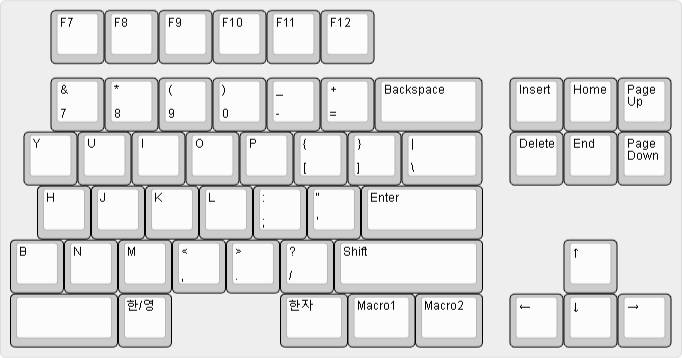 F7 F8 F9 F10 F11 F12
& * ( ) _ + Backspace Insert Home Page Up
7 8 9 0 - =
Y U I O P { } | Delete End Page Down
[ ] \
H J K L : " Enter
; '
B N M < > ? Shift ↑
, . /
한/영 한자 Macro1 Macro2 ← ↓ →